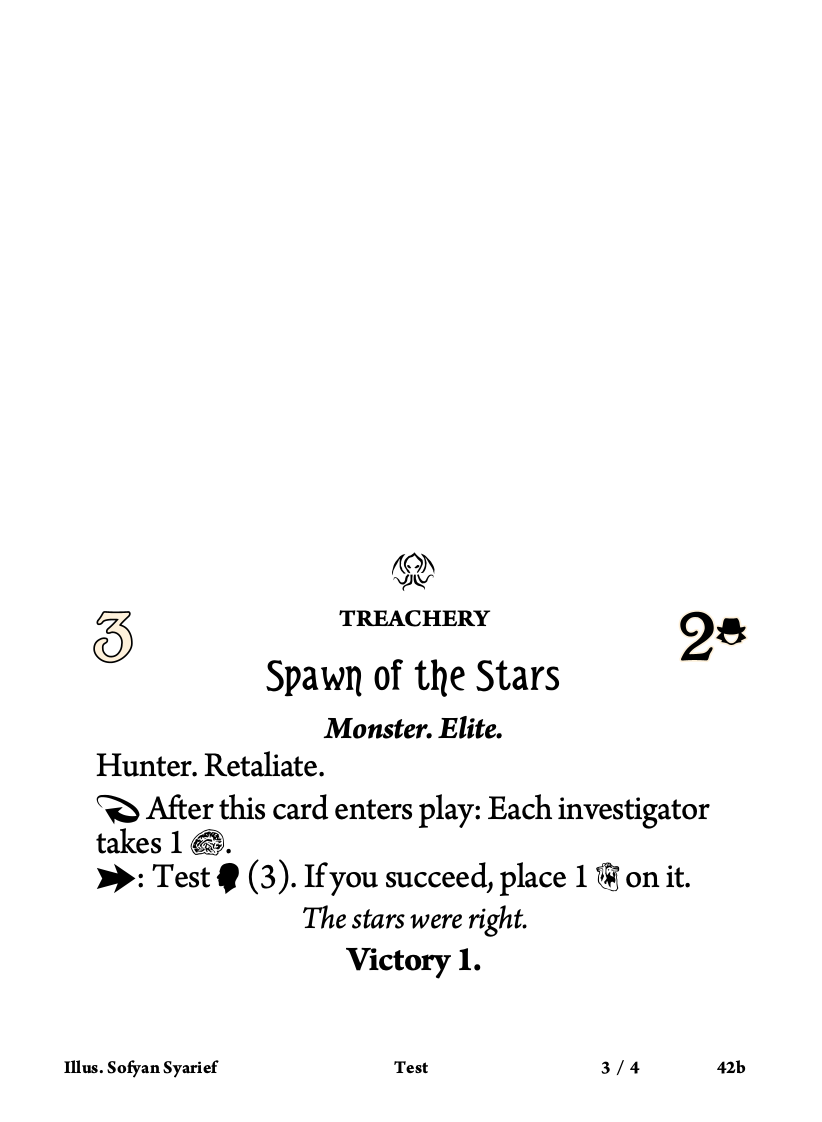 TREACHERY
3
2
Spawn of the Stars
Monster. Elite.
Hunter. Retaliate.
After this card enters play: Each investigator
takes 1 .
: Test (3). If you succeed, place 1 on it.
The stars were right.
Victory 1.
Illus. Sofyan Syarief Test 3 / 4 42b